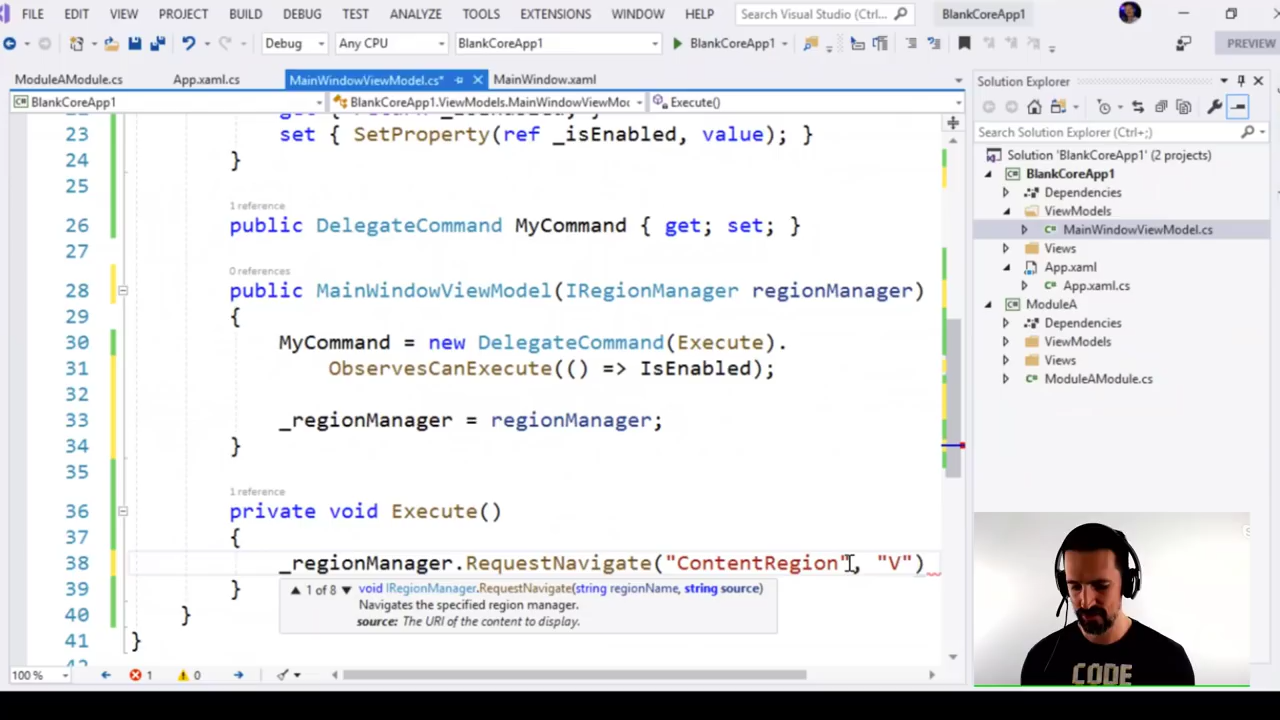 FILE EDIT VIEW PROJECT BUILD DEBUG TEST ANALYZE TOOLS EXTENSIONS WINDOW HELP Search Visual Studio (Ctrl... BlankCoreApp1
Debug Any CPU BlankCoreApp1 BlankCoreApp1 PREVIEW
ModuleAModule.cs App.xaml.cs MainWindowViewModel.cs* MainWindow.xaml
BlankCoreApp1 BlankCoreApp1.ViewModels.MainWindowViewMoc Execute()
23 set { SetProperty(ref _isEnabled, value); }
24 }
25
1 reference
26 public DelegateCommand MyCommand { get; set; }
27
0 references
28 public MainWindowViewModel(IRegionManager regionManager)
29 {
30 MyCommand = new DelegateCommand(Execute).
31 ObservesCanExecute(() => IsEnabled);
32
33 _regionManager = regionManager;
34 }
35
1 reference
36 private void Execute()
37 {
38 _regionManager.RequestNavigate("ContentRegion", "V")
39 }
1 of 8 void IRegionManager.RequestNavigate(string regionName, string source)
Navigates the specified region manager.
source: The URI of the content to display.
40 }
41 }
100 % 1 0
Solution Explorer
Search Solution Explorer (Ctrl+;)
Solution 'BlankCoreApp1' (2 projects)
BlankCoreApp1
Dependencies
ViewModels
MainWindowViewModel.cs
Views
App.xaml
App.xaml.cs
ModuleA
Dependencies
ViewModels
Views
ModuleAModule.cs
CODE